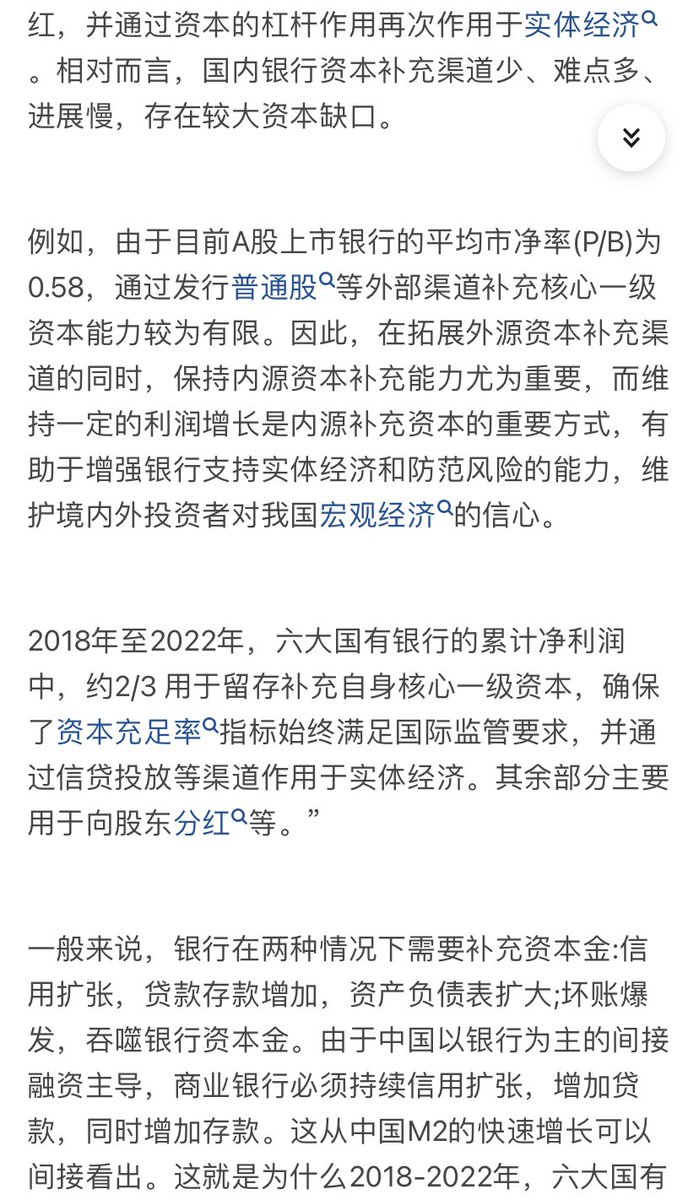 红，并通过资本的杠杆作用再次作用于实体经济
。相对而言，国内银行资本补充渠道少、难点多、
进展慢，存在较大资本缺口。
例如，由于目前A股上市银行的平均市净率(P/B)为
0.58，通过发行普通股等外部渠道补充核心一级
资本能力较为有限。因此，在拓展外源资本补充渠
道的同时，保持内源资本补充能力尤为重要，而维
持一定的利润增长是内源补充资本的重要方式，有
助于增强银行支持实体经济和防范风险的能力，维
护境内外投资者对我国宏观经济的信心。
2018年至2022年，六大国有银行的累计净利润
中，约2/3 用于留存补充自身核心一级资本，确保
了资本充足率指标始终满足国际监管要求，并通
过信贷投放等渠道作用于实体经济。其余部分主要
用于向股东分红等。”
一般来说，银行在两种情况下需要补充资本金:信
用扩张，贷款存款增加，资产负债表扩大;坏账爆
发，吞噬银行资本金。由于中国以银行为主的间接
融资主导，商业银行必须持续信用扩张，增加贷
款，同时增加存款。这从中国M2的快速增长可以
间接看出。这就是为什么2018-2022年，六大国有